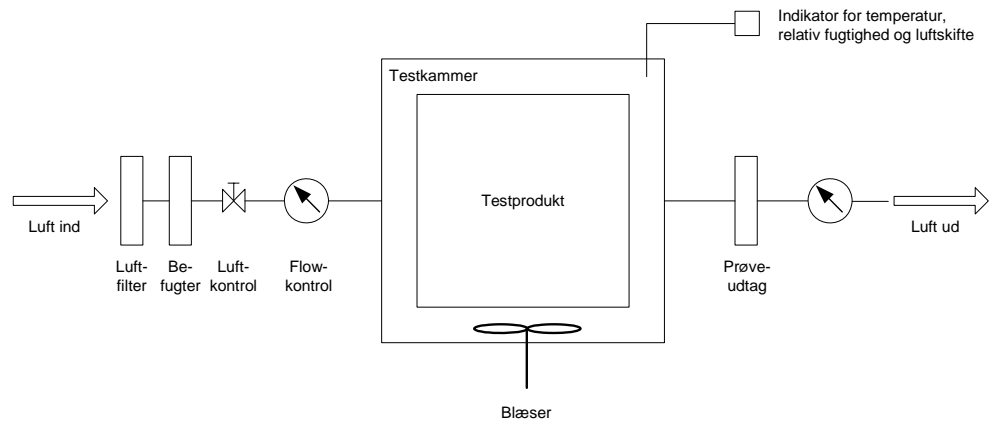 Indikator for temperatur,
relativ fugtighed og luftskifte
Testkammer
Testprodukt
Luft ind
Luft ud
Luft-
filter
Be-
fugter
Luft-
kontrol
Flow-
kontrol
Prøve-
udtag
Blæser